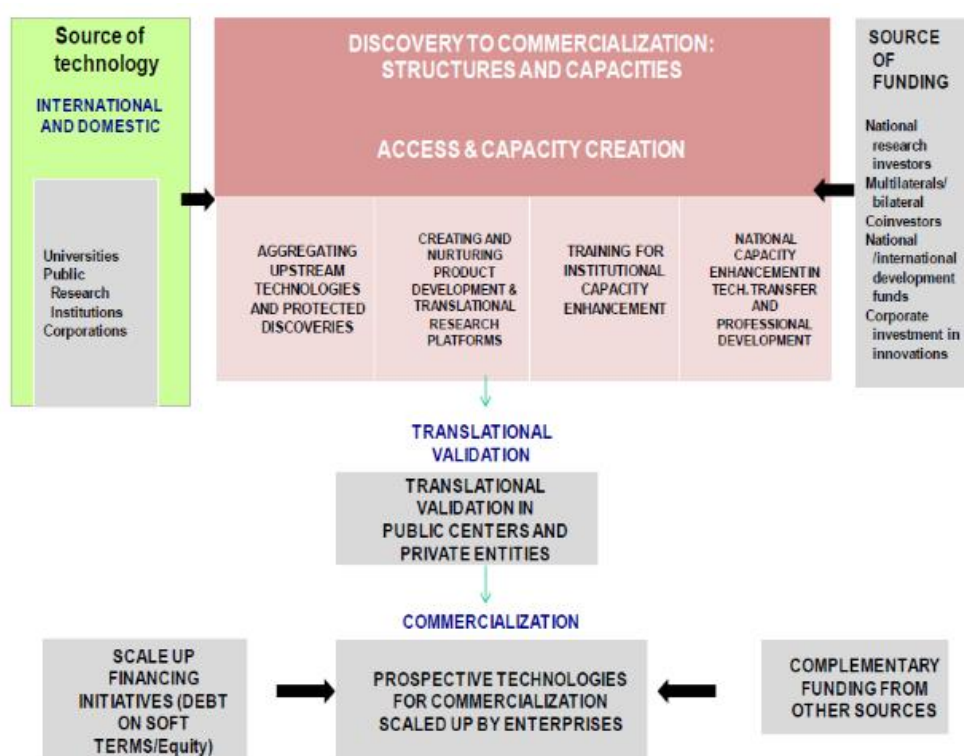 Source of
technology
INTERNATIONAL
AND DOMESTIC
Universities
Public
Research
Institutions
Corporations
DISCOVERY TO COMMERCIALIZATION:
STRUCTURES AND CAPACITIES
ACCESS & CAPACITY CREATION
AGGREGATING
UPSTREAM
TECHNOLOGIES
AND PROTECTED
DISCOVERIES
CREATING AND
NURTURING
PRODUCT
DEVELOPMENT &
TRANSLATIONAL
RESEARCH
PLATFORMS
TRAINING FOR
INSTITUTIONAL
CAPACITY
ENHANCEMENT
NATIONAL
CAPACITY
ENHANCEMENT IN
TECH. TRANSFER
AND
PROFESSIONAL
DEVELOPMENT
SOURCE
OF
FUNDING
National
research
investors
Multilaterals/
bilateral
Coinvestors
National
/international
development
funds
Corporate
investment in
innovations
TRANSLATIONAL
VALIDATION
TRANSLATIONAL
VALIDATION IN
PUBLIC CENTERS AND
PRIVATE ENTITIES
COMMERCIALIZATION
SCALE UP
FINANCING
INITIATIVES (DEBT
ON SOFT
TERMS/Equity)
PROSPECTIVE TECHNOLOGIES
FOR COMMERCIALIZATION
SCALED UP BY ENTERPRISES
COMPLEMENTARY
FUNDING FROM
OTHER SOURCES